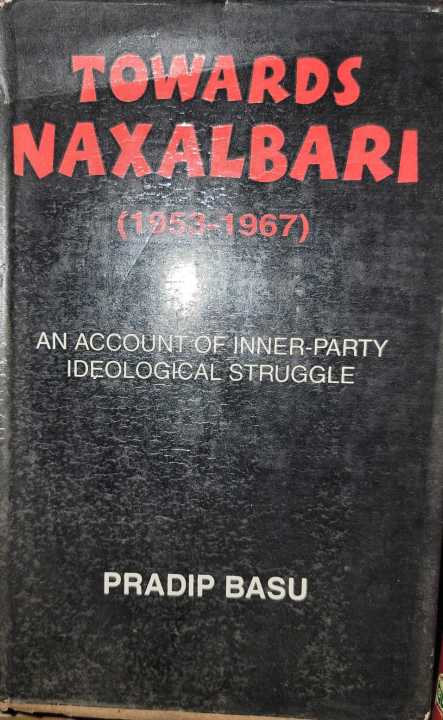 TOWARDS
NAXALBARI
(1953-1967)
AN ACCOUNT OF INNER-PARTY
IDEOLOGICAL STRUGGLE
PRADIP BASU